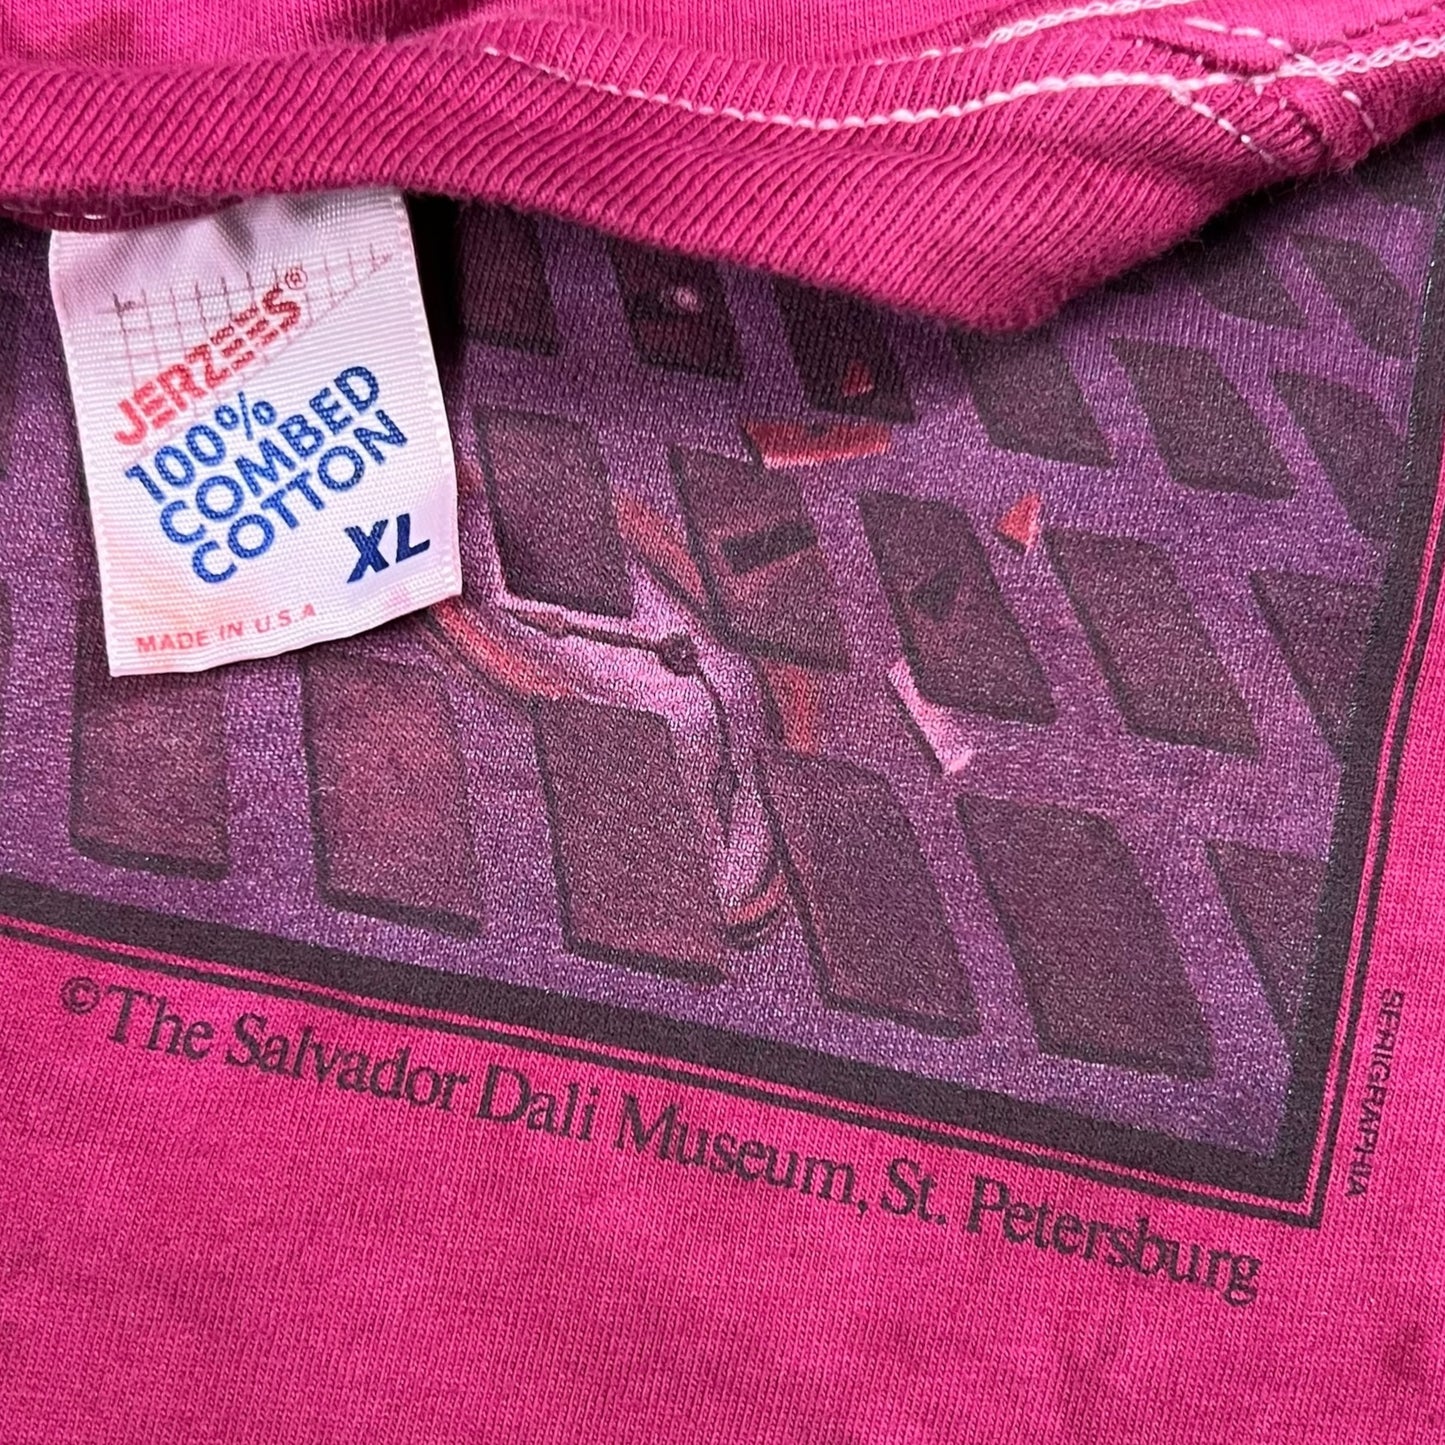 JERZEES®
100%
COMBED
COTTON
XL
MADE IN U.S.A
© The Salvador Dali Museum, St. Petersburg
SERIGRAPHIA